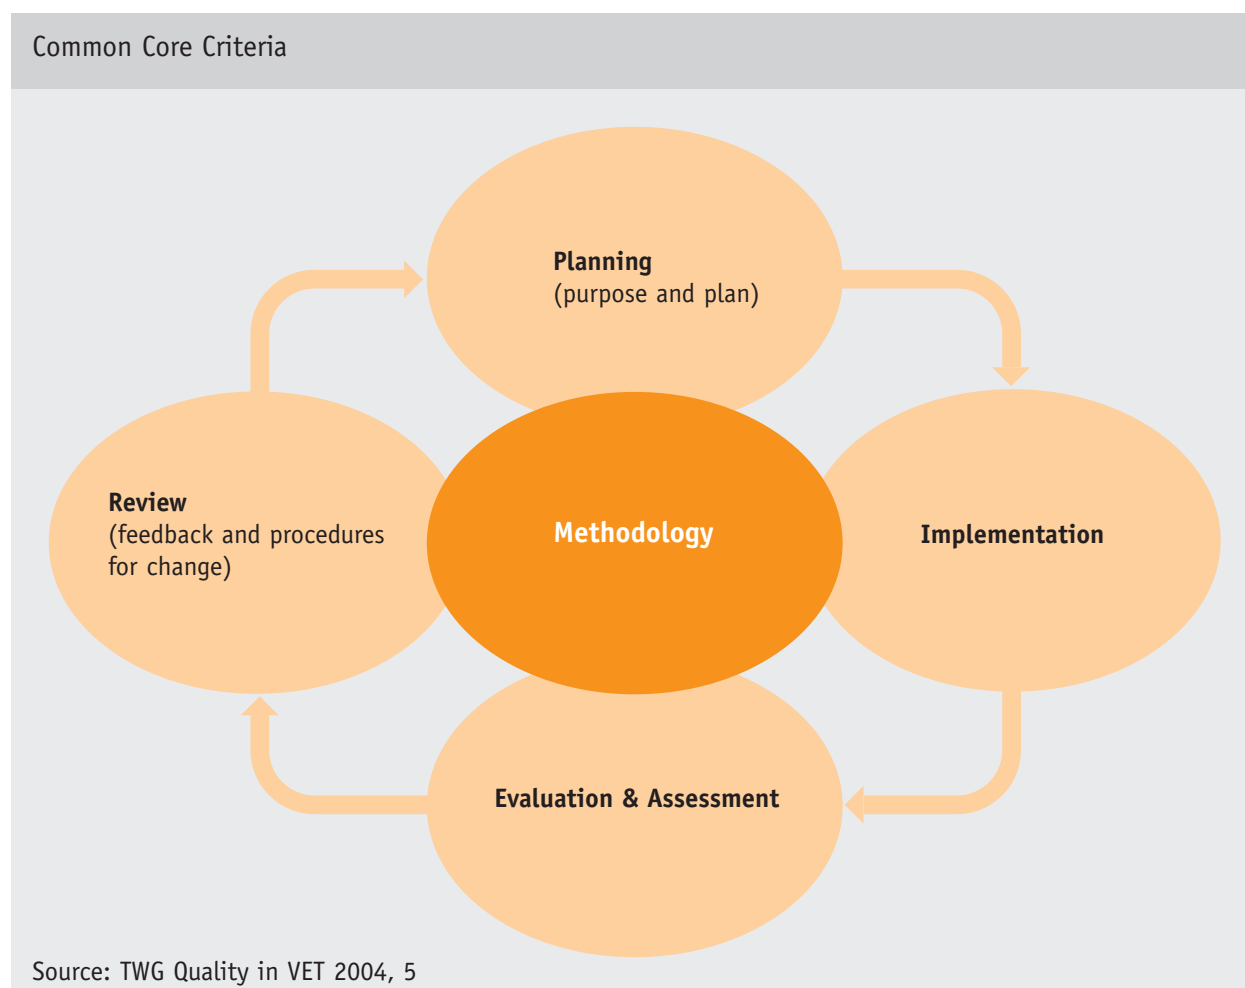 Common Core Criteria
Planning
(purpose and plan)
Review
(feedback and procedures
for change)
Methodology
Implementation
Evaluation & Assessment
Source: TWG Quality in VET 2004, 5